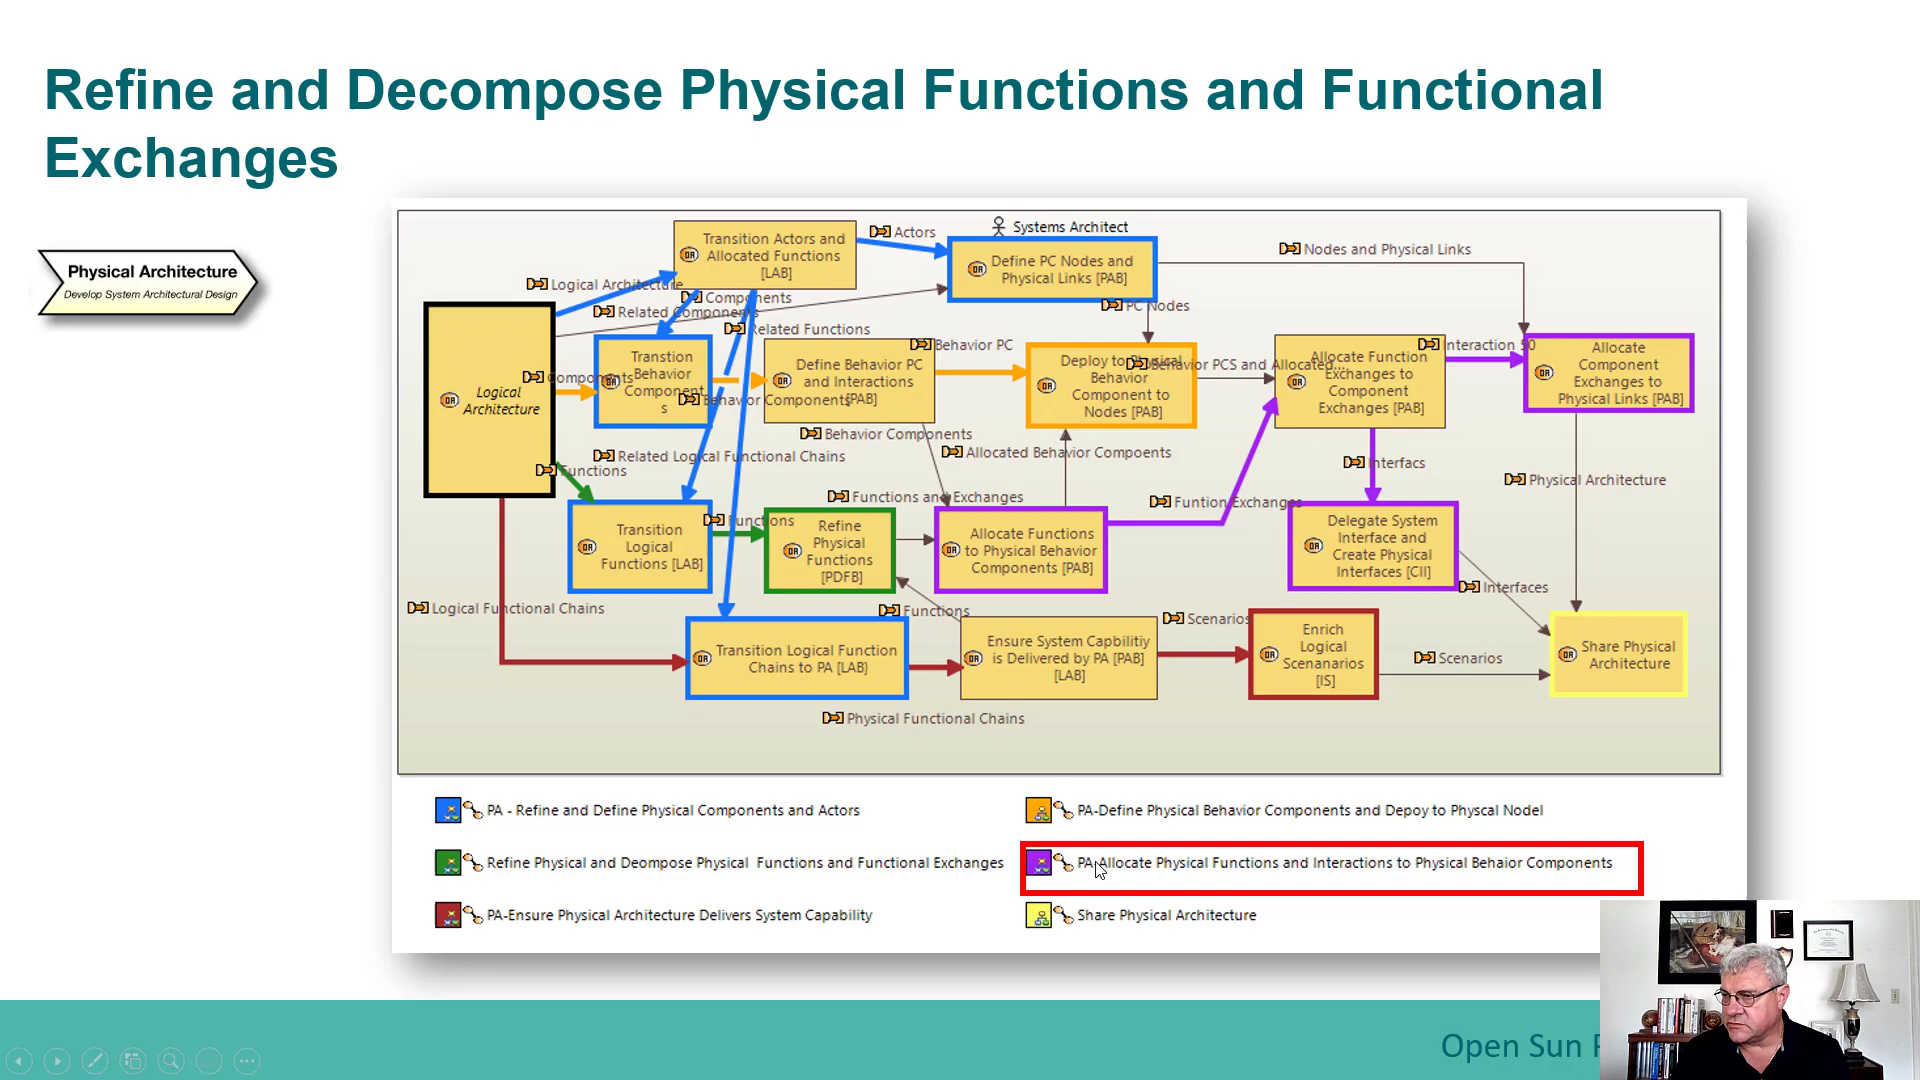 Refine and Decompose Physical Functions and Functional
Exchanges
Physical Architecture
Develop System Architectural Design
Systems Architect
Transition Actors and
Allocated Functions
[LAB]
Actors
Define PC Nodes and
Physical Links [PAB]
Nodes and Physical Links
Logical Architecture
Components
Related Components
Related Functions
PC Nodes
Logical
Architecture
Components
Transtion
Behavior
Component
s
Behavior Components
Define Behavior PC
and Interactions
[PAB]
Behavior PC
Deploy to Physical
Behavior
Component to
Nodes [PAB]
Behavior PCS and Allocated...
Allocate Function
Exchanges to
Component
Exchanges [PAB]
Interaction 50
Allocate
Component
Exchanges to
Physical Links [PAB]
Behavior Components
Related Logical Functional Chains
Allocated Behavior Compoents
Interfacs
Functions
Physical Architecture
Functions and Exchanges
Funtion Exchanges
Transition
Logical
Functions [LAB]
Functions
Refine
Physical
Functions
[PDFB]
Allocate Functions
to Physical Behavior
Components [PAB]
Delegate System
Interface and
Create Physical
Interfaces [CII]
Interfaces
Logical Functional Chains
Functions
Scenarios
Transition Logical Function
Chains to PA [LAB}
Ensure System Capbilitiy
is Delivered by PA [PAB]
[LAB]
Enrich
Logical
Scenanarios
[IS]
Scenarios
Share Physical
Architecture
Physical Functional Chains
PA - Refine and Define Physical Components and Actors
PA-Define Physical Behavior Components and Depoy to Physcal Nodel
Refine Physical and Deompose Physical  Functions and Functional Exchanges
PA-Allocate Physical Functions and Interactions to Physical Behaior Components
PA-Ensure Physical Architecture Delivers System Capability
Share Physical Architecture
Open Sun